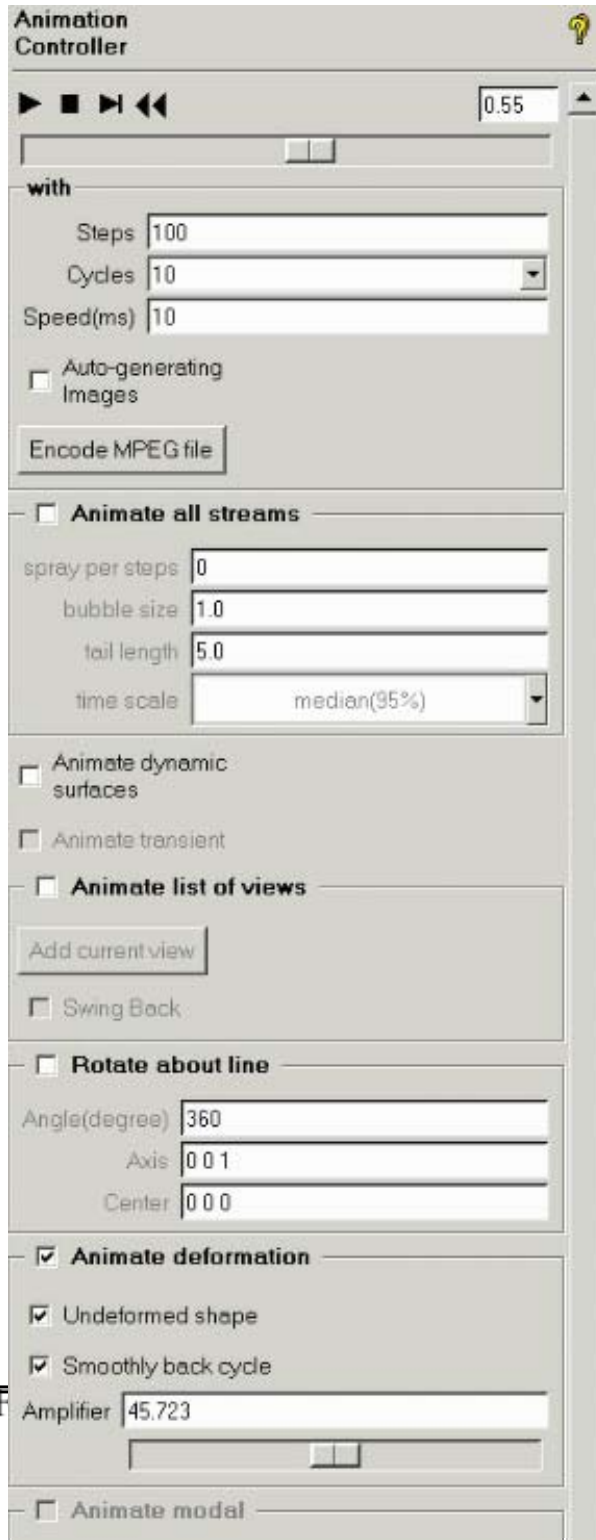 Animation
Controller
0.55
with
Steps 100
Cycles 10
Speed(ms) 10
Auto-generating
Images
Encode MPEG file
Animate all streams
spray per steps 0
bubble size 1.0
tail length 5.0
time scale median(95%)
Animate dynamic
surfaces
Animate transient
Animate list of views
Add current view
Swing Back
Rotate about line
Angle(degree) 360
Axis 0 0 1
Center 0 0 0
Animate deformation
Undeformed shape
Smoothly back cycle
Amplifier 45.723
Animate modal